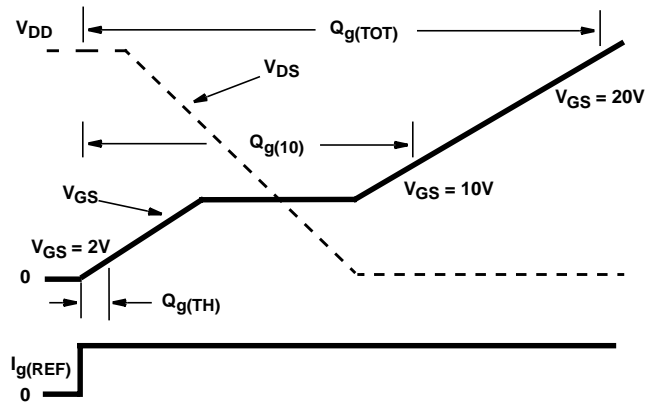 V_DD
Q_g(TOT)
V_DS
V_GS = 20V
Q_g(10)
V_GS
V_GS = 10V
V_GS = 2V
0
Q_g(TH)
I_g(REF)
0